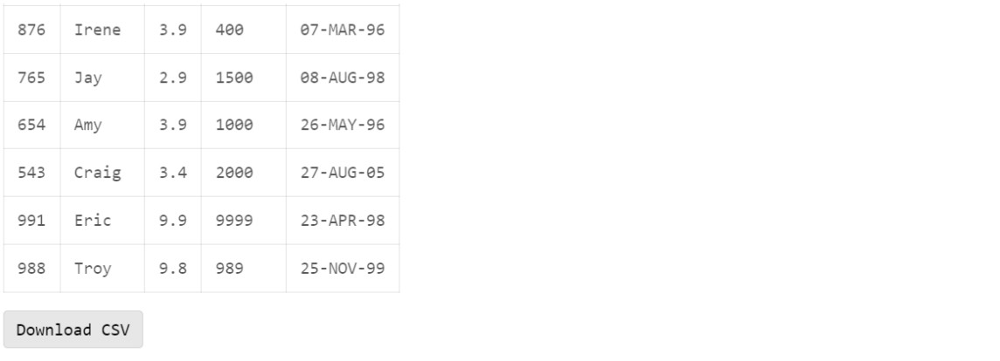 876 Irene 3.9 400 07-MAR-96
765 Jay 2.9 1500 08-AUG-98
654 Amy 3.9 1000 26-MAY-96
543 Craig 3.4 2000 27-AUG-05
991 Eric 9.9 9999 23-APR-98
988 Troy 9.8 989 25-NOV-99
Download CSV